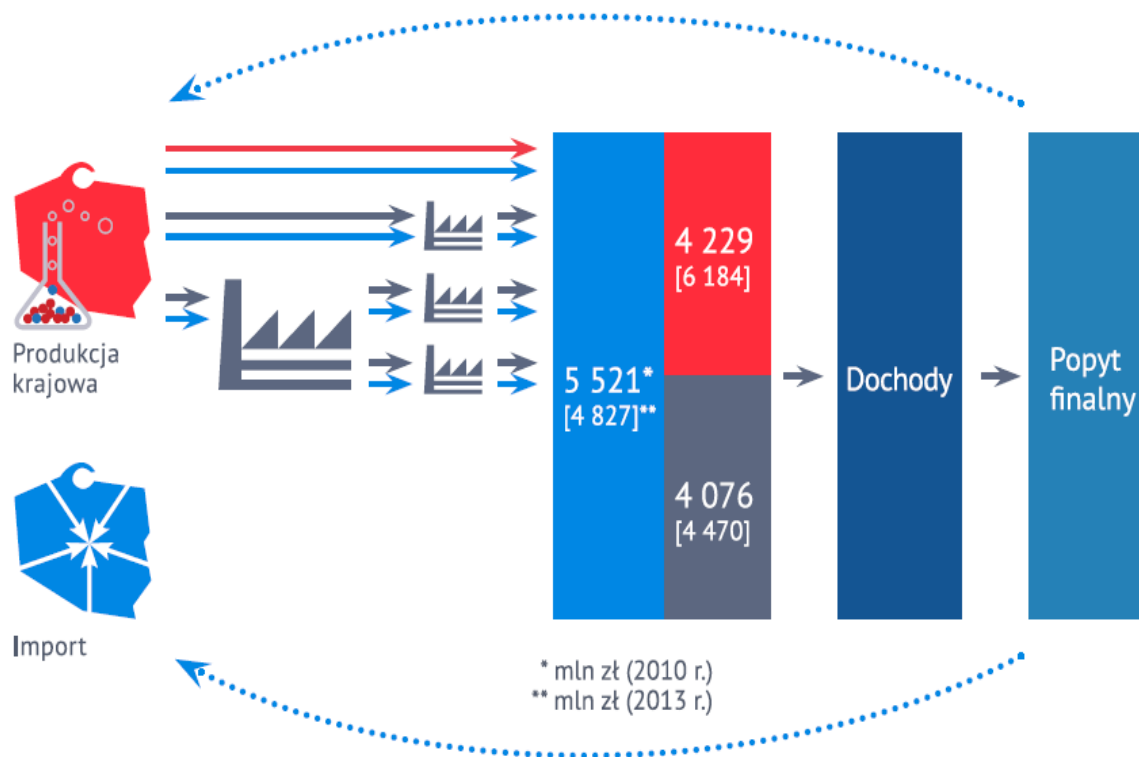 Produkcja
krajowa
Import
5 521*
[4 827]**
4 229
[6 184]
4 076
[4 470]
Dochody
Popyt
finalny
* mln zł (2010 r.)
** mln zł (2013 r.)